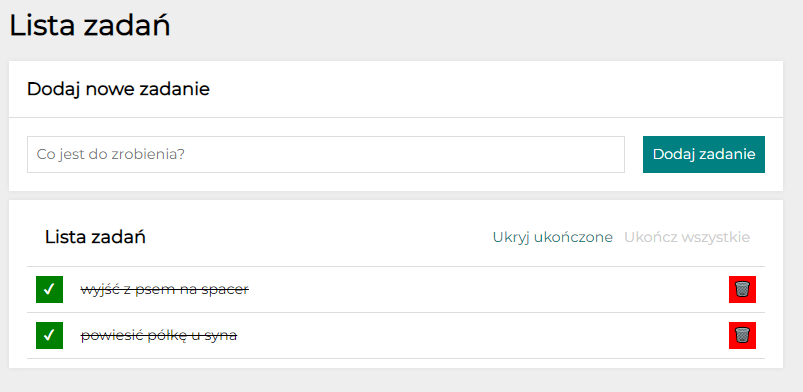 Lista zadań
Dodaj nowe zadanie
Co jest do zrobienia?
Dodaj zadanie
Lista zadań
Ukryj ukończone Ukończ wszystkie
wyjść z psem na spacer
powiesić półkę u syna